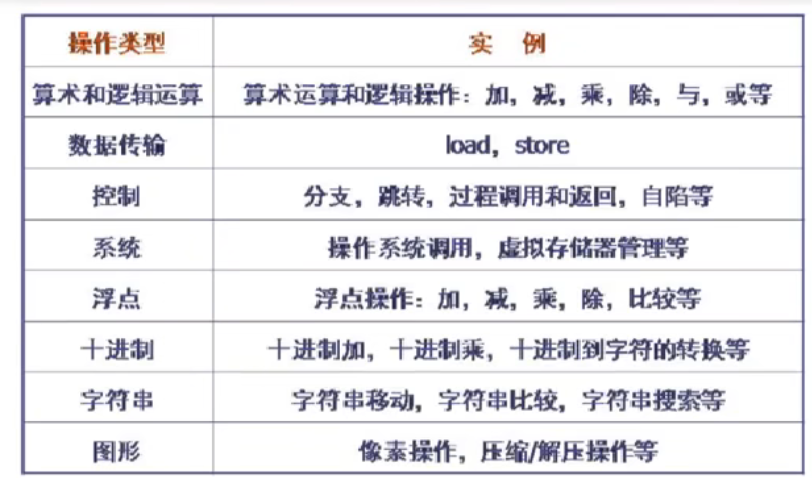 操作类型 实 例
算术和逻辑运算 算术运算和逻辑操作：加，减，乘，除，与，或等
数据传输 load，store
控制 分支，跳转，过程调用和返回，自陷等
系统 操作系统调用，虚拟存储器管理等
浮点 浮点操作：加，减，乘，除，比较等
十进制 十进制加，十进制乘，十进制到字符的转换等
字符串 字符串移动，字符串比较，字符串搜索等
图形 像素操作，压缩/解压操作等